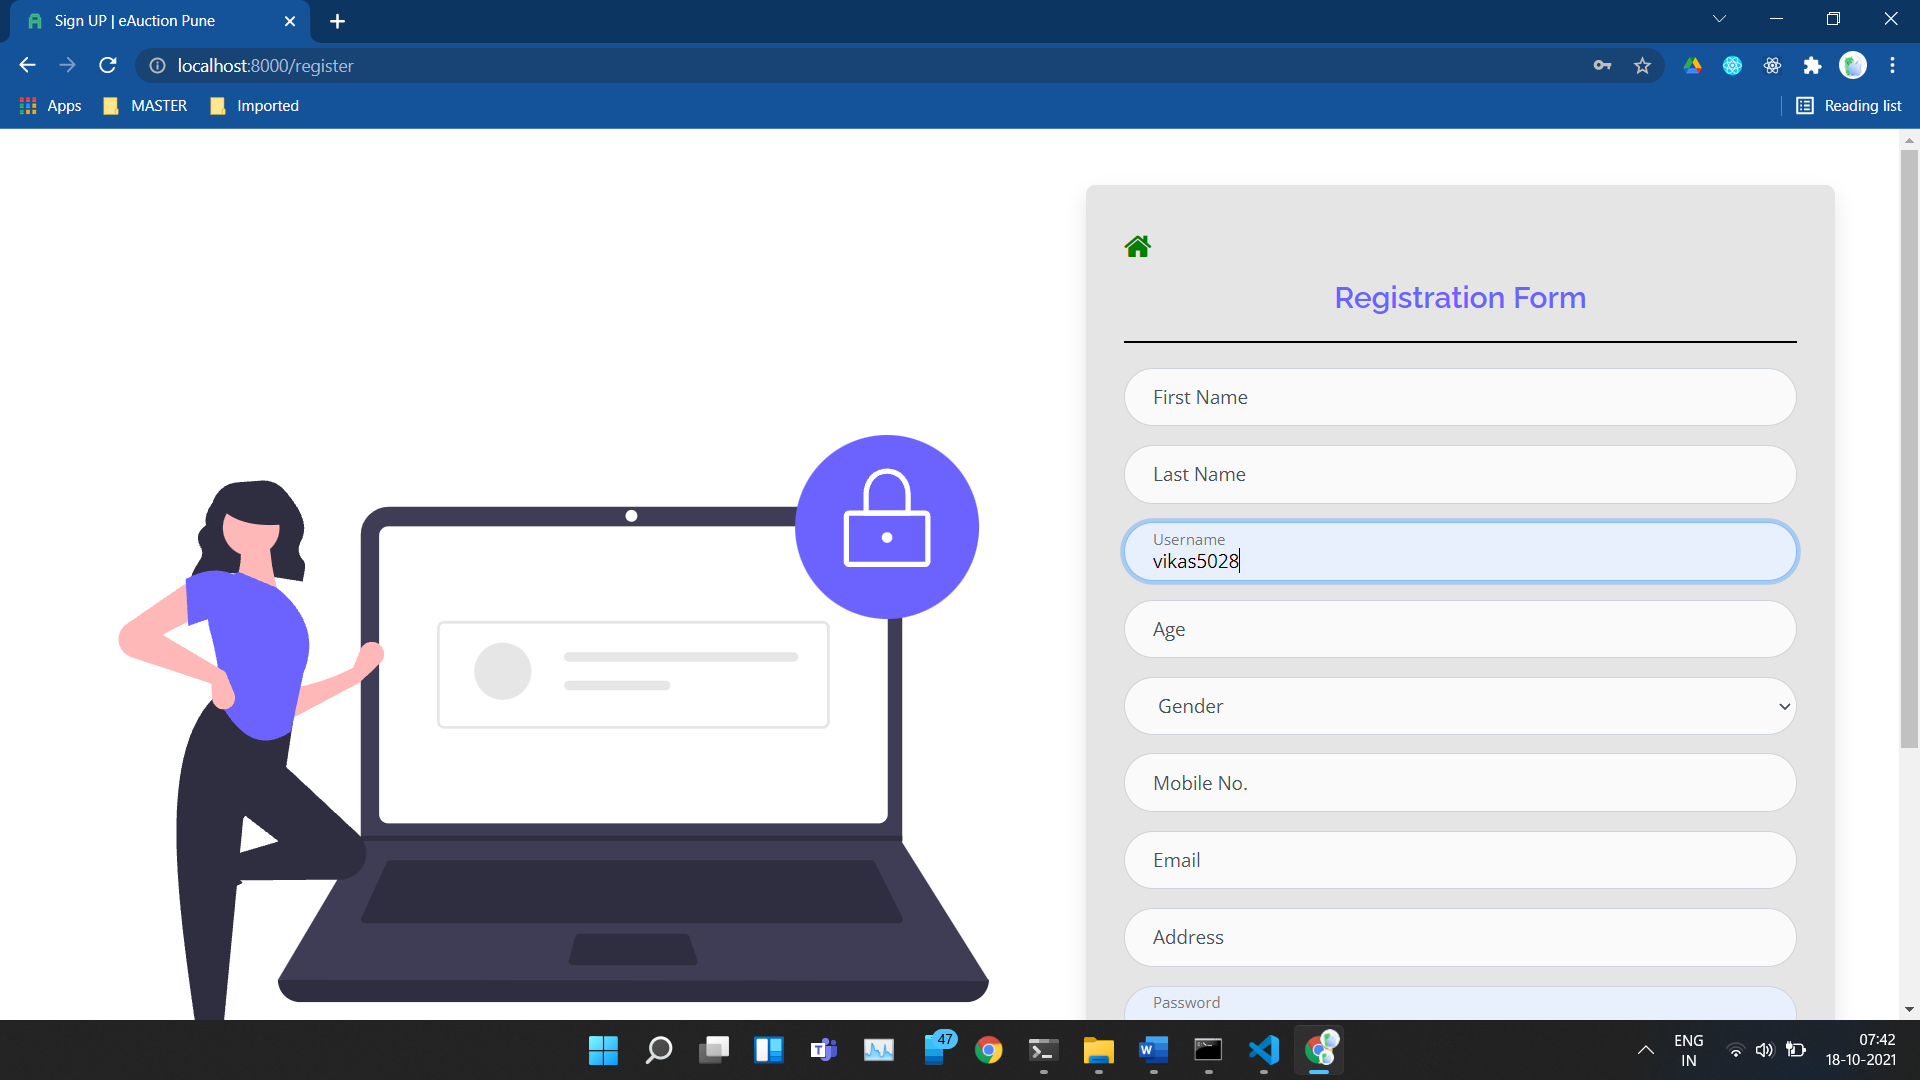 Sign UP | eAuction Pune
localhost:8000/register
Apps
MASTER
Imported
Reading list
Registration Form
First Name
Last Name
Username
vikas5028
Age
Gender
Mobile No.
Email
Address
Password
47
ENG
IN
07:42
18-10-2021